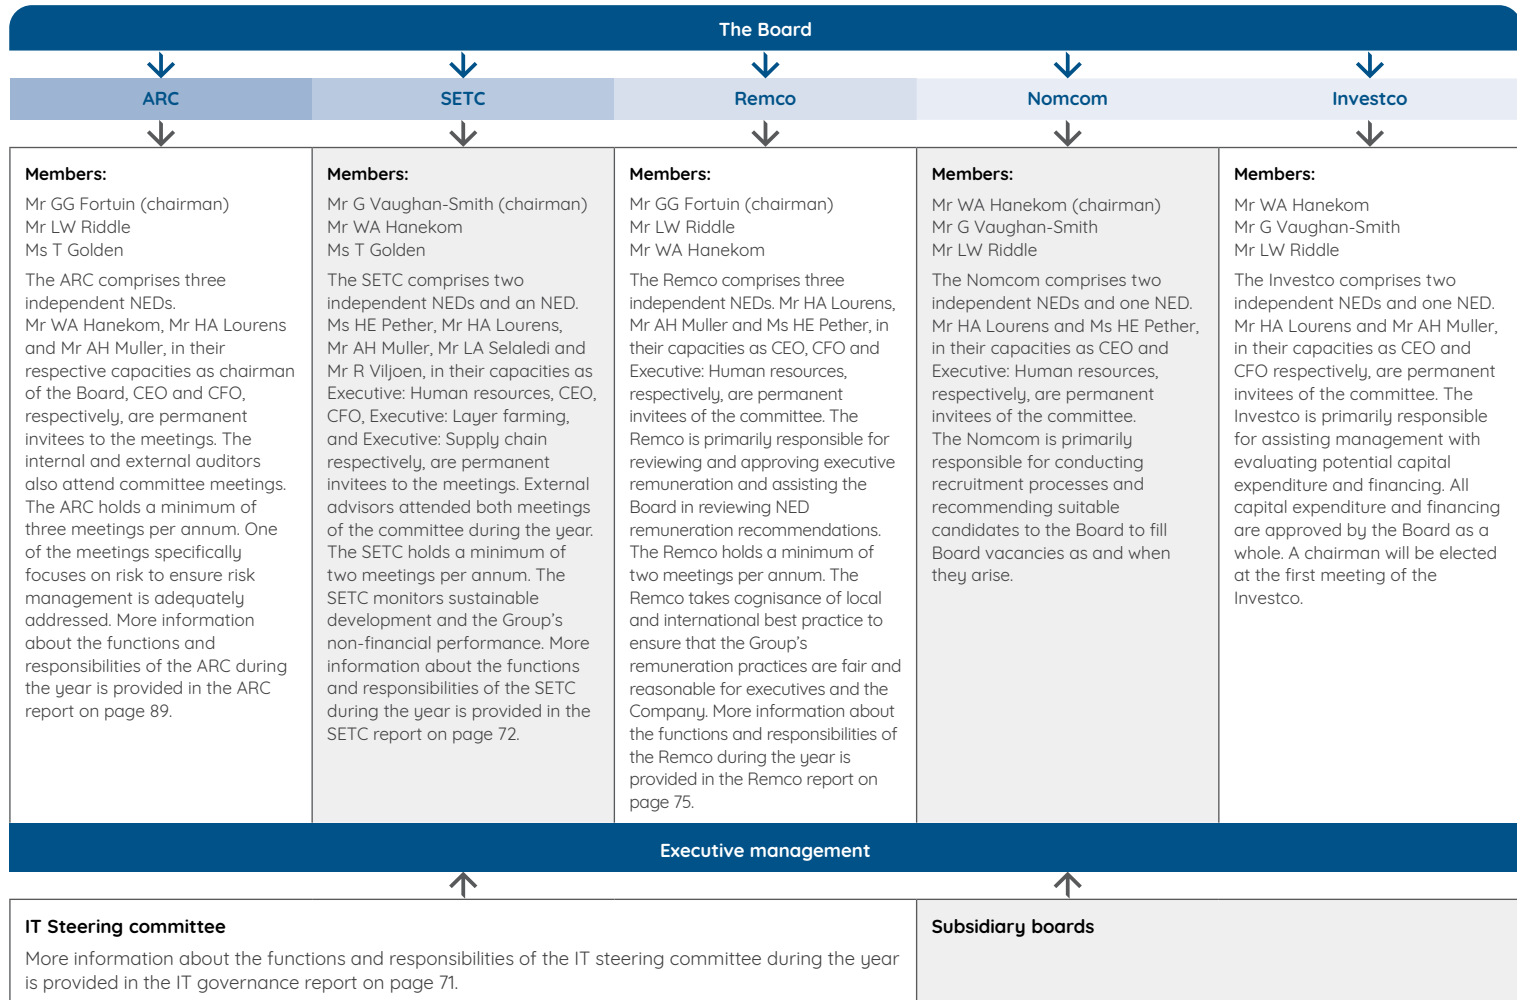 The Board
ARC
SETC
Remco
Nomcom
Investco
Members:
Mr GG Fortuin (chairman)
Mr LW Riddle
Ms T Golden
The ARC comprises three
independent NEDs.
Mr WA Hanekom, Mr HA Lourens
and Mr AH Muller, in their
respective capacities as chairman
of the Board, CEO and CFO,
respectively, are permanent
invitees to the meetings. The
internal and external auditors
also attend committee meetings.
The ARC holds a minimum of
three meetings per annum. One
of the meetings specifically
focuses on risk to ensure risk
management is adequately
addressed. More information
about the functions and
responsibilities of the ARC during
the year is provided in the ARC
report on page 89.
Members:
Mr G Vaughan-Smith (chairman)
Mr WA Hanekom
Ms T Golden
The SETC comprises two
independent NEDs and an NED.
Ms HE Pether, Mr HA Lourens,
Mr AH Muller, Mr LA Selaledi and
Mr R Viljoen, in their capacities as
Executive: Human resources, CEO,
CFO, Executive: Layer farming,
and Executive: Supply chain
respectively, are permanent
invitees to the meetings. External
advisors attended both meetings
of the committee during the year.
The SETC holds a minimum of
two meetings per annum. The
SETC monitors sustainable
development and the Group's
non-financial performance. More
information about the functions
and responsibilities of the SETC
during the year is provided in the
SETC report on page 72.
Members:
Mr GG Fortuin (chairman)
Mr LW Riddle
Mr WA Hanekom
The Remco comprises three
independent NEDs. Mr HA Lourens,
Mr AH Muller and Ms HE Pether, in
their capacities as CEO, CFO and
Executive: Human resources,
respectively, are permanent
invitees of the committee. The
Remco is primarily responsible for
reviewing and approving executive
remuneration and assisting the
Board in reviewing NED
remuneration recommendations.
The Remco holds a minimum of
two meetings per annum. The
Remco takes cognisance of local
and international best practice to
ensure that the Group's
remuneration practices are fair and
reasonable for executives and the
Company. More information about
the functions and responsibilities of
the Remco during the year is
provided in the Remco report on
page 75.
Members:
Mr WA Hanekom (chairman)
Mr G Vaughan-Smith
Mr LW Riddle
The Nomcom comprises two
independent NEDs and one NED.
Mr HA Lourens and Ms HE Pether,
in their capacities as CEO and
Executive: Human resources,
respectively, are permanent
invitees of the committee.
The Nomcom is primarily
responsible for conducting
recruitment processes and
recommending suitable
candidates to the Board to fill
Board vacancies as and when
they arise.
Members:
Mr WA Hanekom
Mr G Vaughan-Smith
Mr LW Riddle
The Investco comprises two
independent NEDs and one NED.
Mr HA Lourens and Mr AH Muller,
in their capacities as CEO and
CFO respectively, are permanent
invitees of the committee. The
Investco is primarily responsible
for assisting management with
evaluating potential capital
expenditure and financing. All
capital expenditure and financing
are approved by the Board as a
whole. A chairman will be elected
at the first meeting of the
Investco.
Executive management
IT Steering committee
More information about the functions and responsibilities of the IT steering committee during the year
is provided in the IT governance report on page 71.
Subsidiary boards